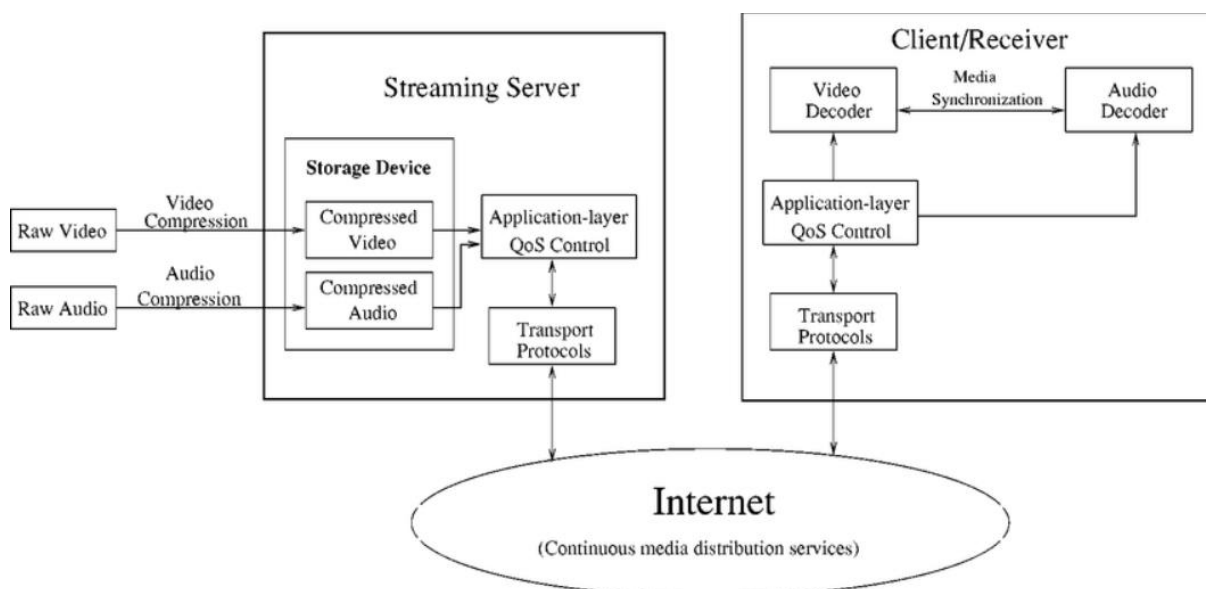 Streaming Server
Storage Device
Raw Video
Video
Compression
Compressed
Video
Application-layer
QoS Control
Raw Audio
Audio
Compression
Compressed
Audio
Transport
Protocols
Client/Receiver
Video
Decoder
Media
Synchronization
Audio
Decoder
Application-layer
QoS Control
Transport
Protocols
Internet
(Continuous media distribution services)